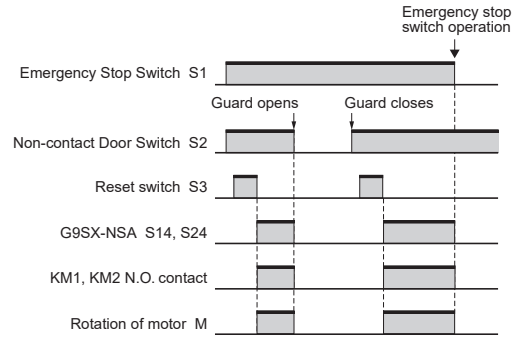 Emergency stop
switch operation
Emergency Stop Switch S1
Guard opens
Guard closes
Non-contact Door Switch S2
Reset switch S3
G9SX-NSA S14, S24
KM1, KM2 N.O. contact
Rotation of motor M